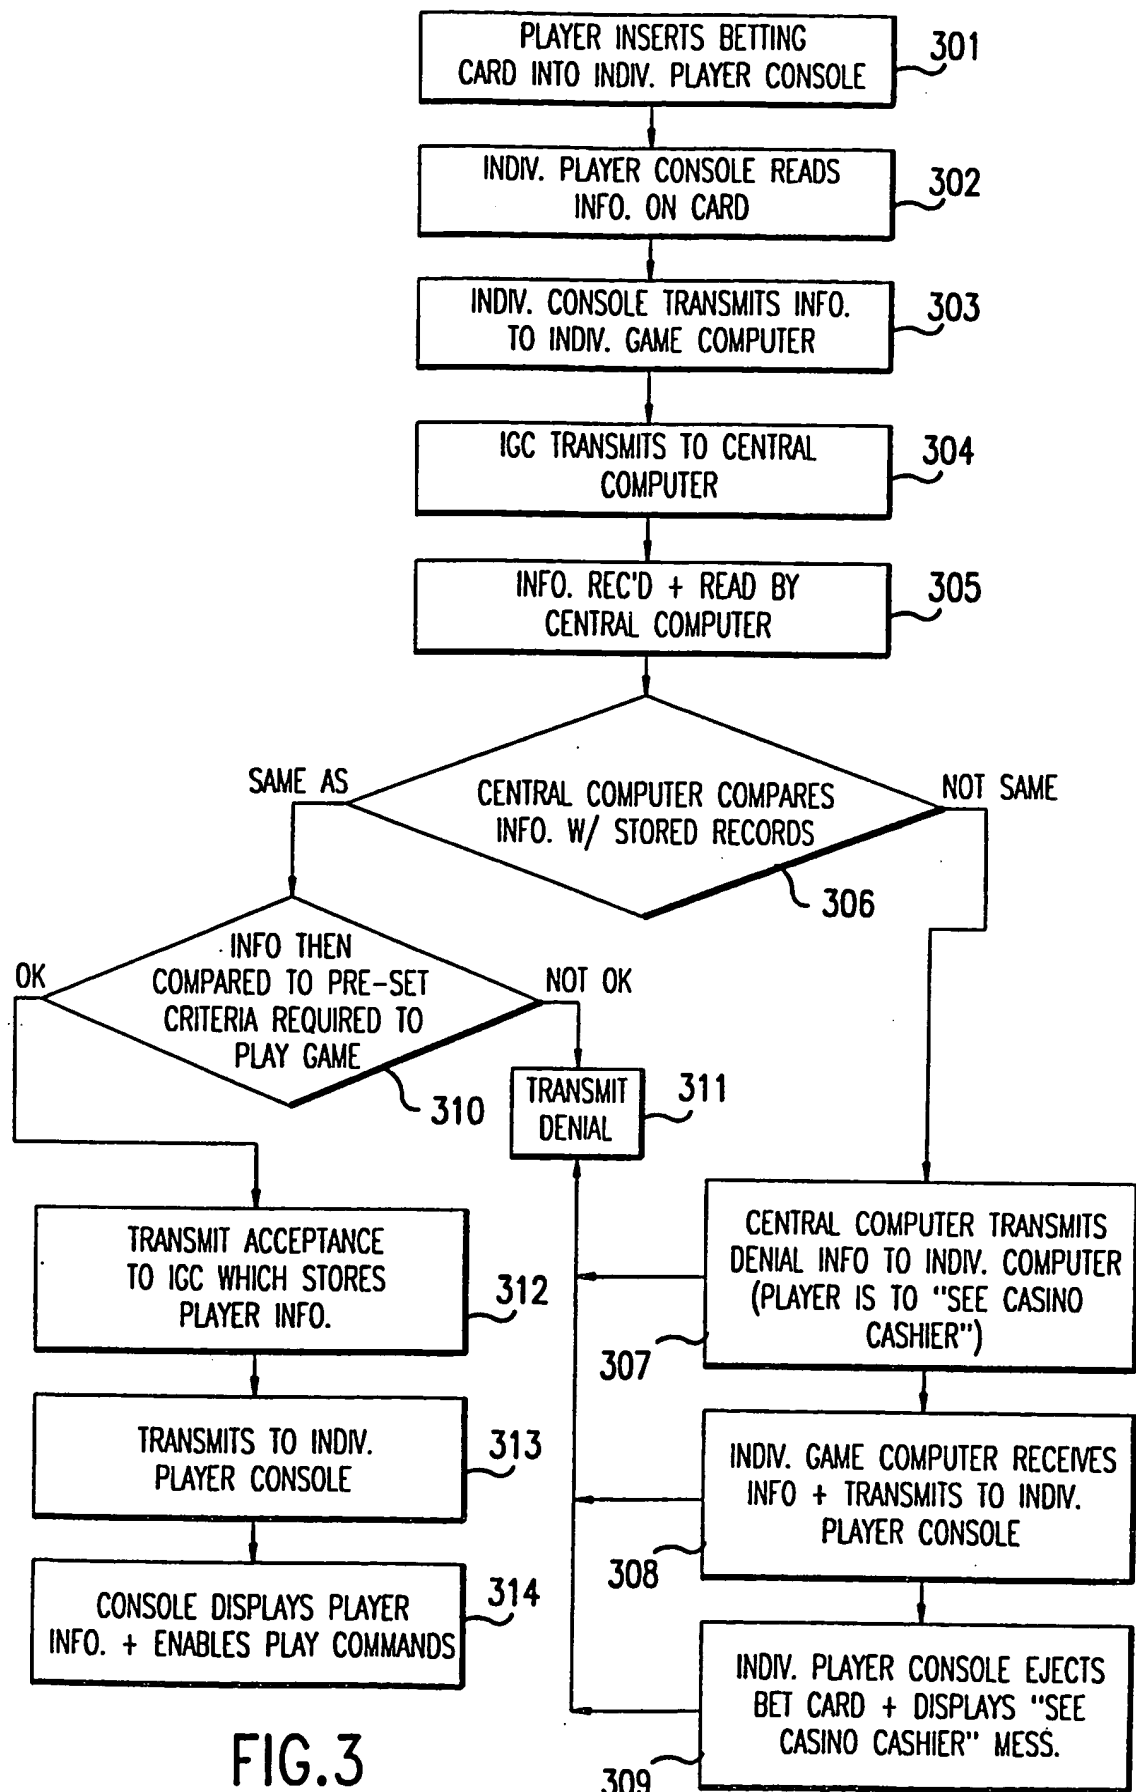 PLAYER INSERTS BETTING
CARD INTO INDIV. PLAYER CONSOLE
301
INDIV. PLAYER CONSOLE READS
INFO. ON CARD
302
INDIV. CONSOLE TRANSMITS INFO.
TO INDIV. GAME COMPUTER
303
IGC TRANSMITS TO CENTRAL
COMPUTER
304
INFO. REC'D + READ BY
CENTRAL COMPUTER
305
SAME AS
CENTRAL COMPUTER COMPARES
INFO. W/ STORED RECORDS
NOT SAME
306
OK
INFO THEN
COMPARED TO PRE-SET
CRITERIA REQUIRED TO
PLAY GAME
NOT OK
310
TRANSMIT
DENIAL
311
TRANSMIT ACCEPTANCE
TO IGC WHICH STORES
PLAYER INFO.
312
CENTRAL COMPUTER TRANSMITS
DENIAL INFO TO INDIV. COMPUTER
(PLAYER IS TO "SEE CASINO
CASHIER")
307
TRANSMITS TO INDIV.
PLAYER CONSOLE
313
INDIV. GAME COMPUTER RECEIVES
INFO + TRANSMITS TO INDIV.
PLAYER CONSOLE
308
CONSOLE DISPLAYS PLAYER
INFO. + ENABLES PLAY COMMANDS
314
INDIV. PLAYER CONSOLE EJECTS
BET CARD + DISPLAYS "SEE
CASINO CASHIER" MESS.
309
FIG.3